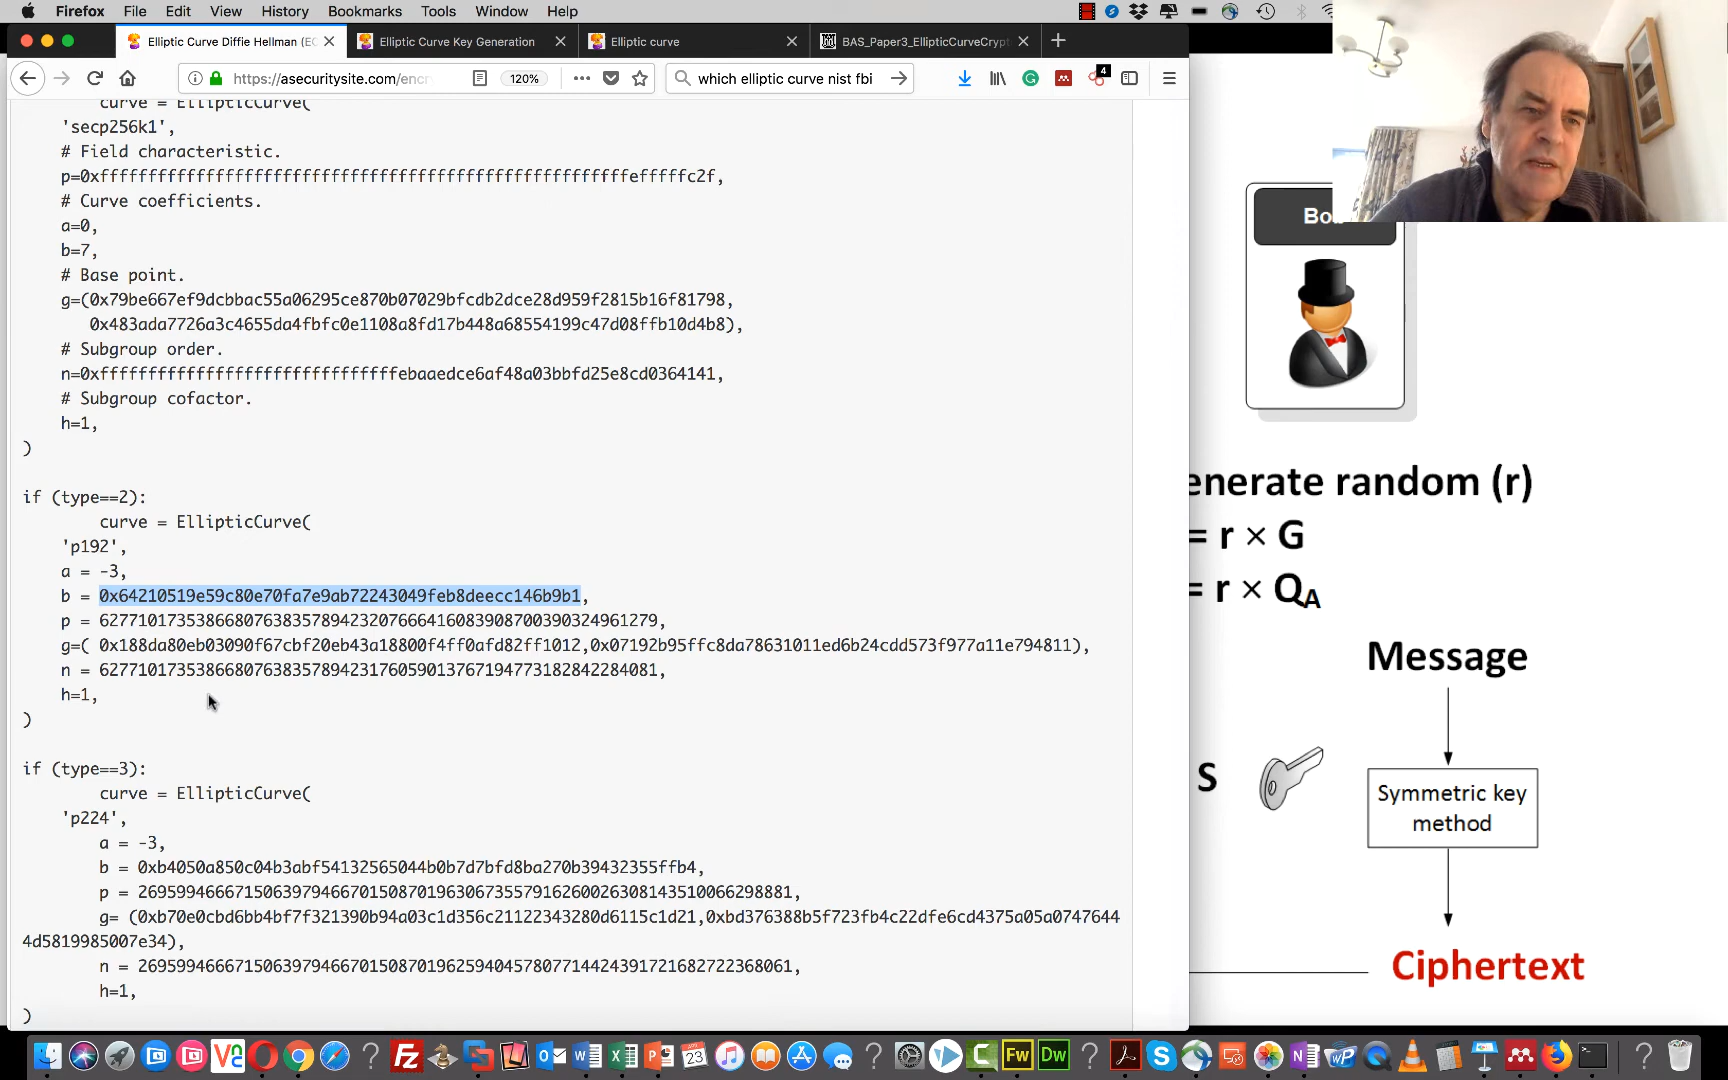 Firefox File Edit View History Bookmarks Tools Window Help
Elliptic Curve Diffie Hellman (EC
Elliptic Curve Key Generation
Elliptic curve
BAS_Paper3_EllipticCurveCrypt
https://asecuritysite.com/encr
120%
which elliptic curve nist fbi
4
curve = EllipticCurve(
'secp256k1',
# Field characteristic.
# Curve coefficients.
a=0,
b=7,
# Base point.
g=(0x79be667ef9dcbbac55a06295ce870b07029bfcdb2dce28d959f2815b16f81798,
0x483ada7726a3c4655da4fbfc0e1108a8fd17b448a68554199c47d08ffb10d4b8),
# Subgroup order.
n=0xfffffffffffffffffffffffffffffffebaaedce6af48a03bbfd25e8cd0364141,
# Subgroup cofactor.
h=1,
)
if (type==2):
curve = EllipticCurve(
'p192',
a = -3,
b = 0x64210519e59c80e70fa7e9ab72243049feb8deecc146b9b1,
p = 6277101735386680763835789423207666416083908700390324961279,
g=( 0x188da80eb03090f67cbf20eb43a18800f4ff0afd82ff1012,0x07192b95ffc8da78631011ed6b24cdd573f977a11e794811),
n = 6277101735386680763835789423176059013767194773182842284081,
h=1,
)
if (type==3):
curve = EllipticCurve(
'p224',
a = -3,
b = 0xb4050a850c04b3abf54132565044b0b7d7bfd8ba270b39432355ffb4,
p = 26959946667150639794667015087019630673557916260026308143510066298881,
g= (0xb70e0cbd6bb4bf7f321390b94a03c1d356c21122343280d6115c1d21,0xbd376388b5f723fb4c22dfe6cd4375a05a0747644
4d5819985007e34),
n = 26959946667150639794667015087019625940457807714424391721682722368061,
h=1,
)
Bo
enerate random (r)
= r × G
= r × QA
Message
S
Symmetric key
method
Ciphertext